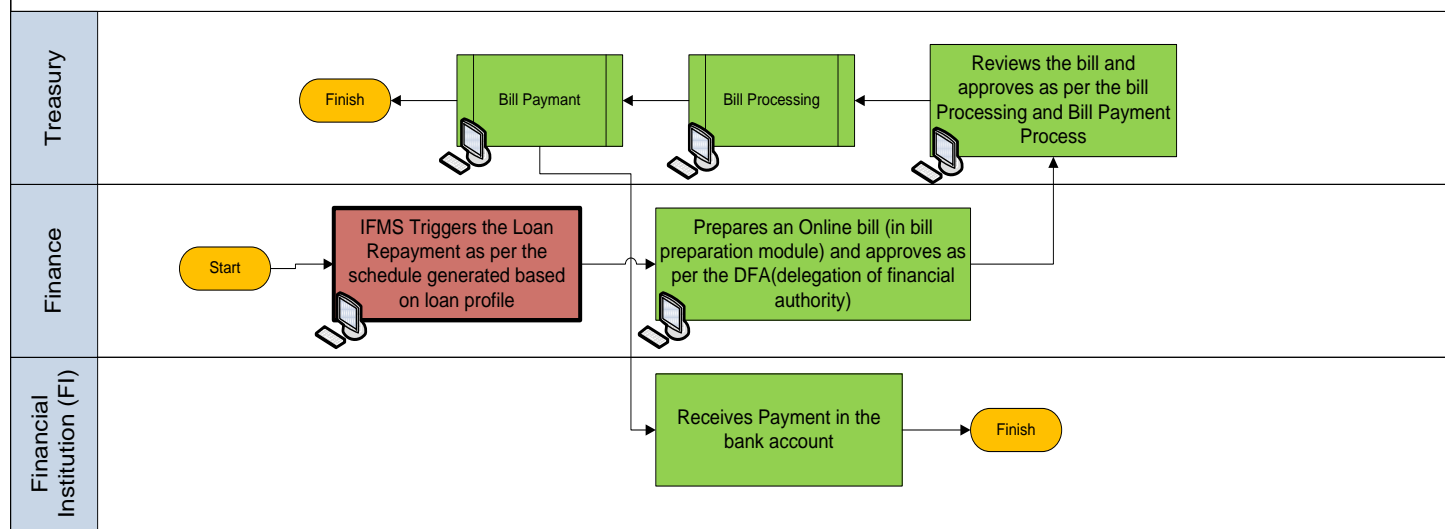 Treasury
Finish
Bill Paymant
Bill Processing
Reviews the bill and
approves as per the bill
Processing and Bill Payment
Process
Finance
Start
IFMS Triggers the Loan
Repayment as per the
schedule generated based
on loan profile
Prepares an Online bill (in bill
preparation module) and approves as
per the DFA(delegation of financial
authority)
Financial
Institution (FI)
Receives Payment in the
bank account
Finish